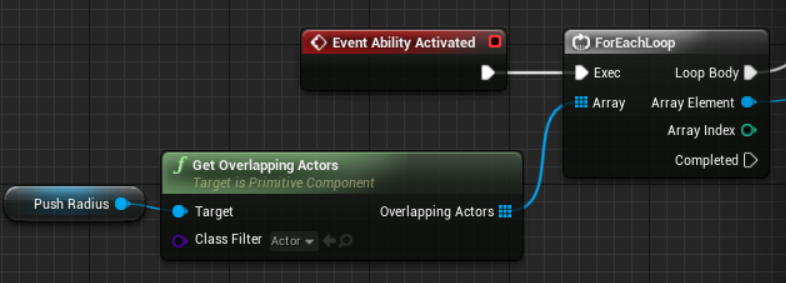 Event Ability Activated
ForEachLoop
Exec
Loop Body
Array
Array Element
Array Index
Completed
Get Overlapping Actors
Target is Primitive Component
Push Radius
Target
Overlapping Actors
Class Filter
Actor